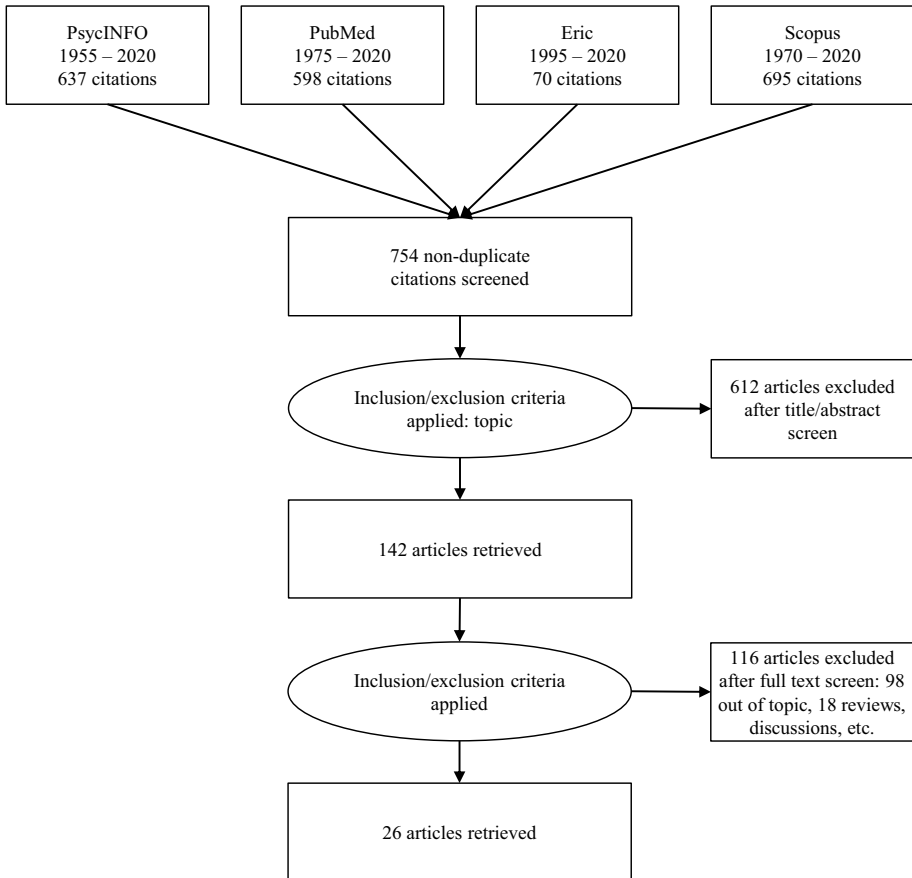 PsycINFO
1955 – 2020
637 citations
PubMed
1975 – 2020
598 citations
Eric
1995 – 2020
70 citations
Scopus
1970 – 2020
695 citations
754 non-duplicate
citations screened
Inclusion/exclusion criteria
applied: topic
612 articles excluded
after title/abstract
screen
142 articles retrieved
Inclusion/exclusion criteria
applied
116 articles excluded
after full text screen: 98
out of topic, 18 reviews,
discussions, etc.
26 articles retrieved